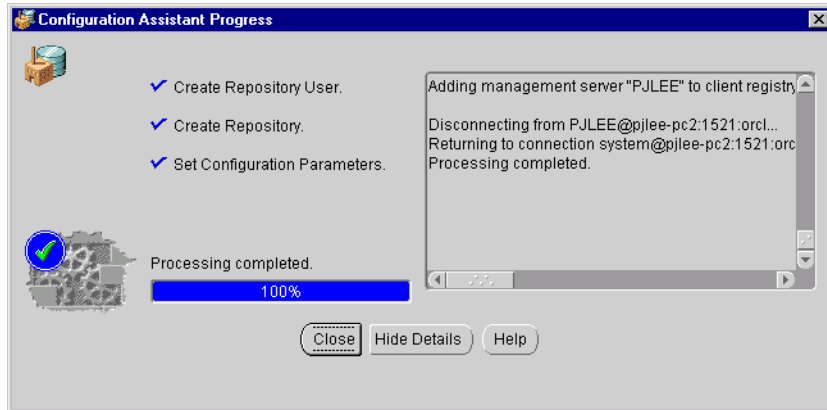 Configuration Assistant Progress
Create Repository User.
Create Repository.
Set Configuration Parameters.
Adding management server "PJLEE" to client registry
Disconnecting from PJLEE@pjlee-pc2:1521:orcl...
Returning to connection system@pjlee-pc2:1521:orc
Processing completed.
Processing completed.
100%
Close
Hide Details
Help